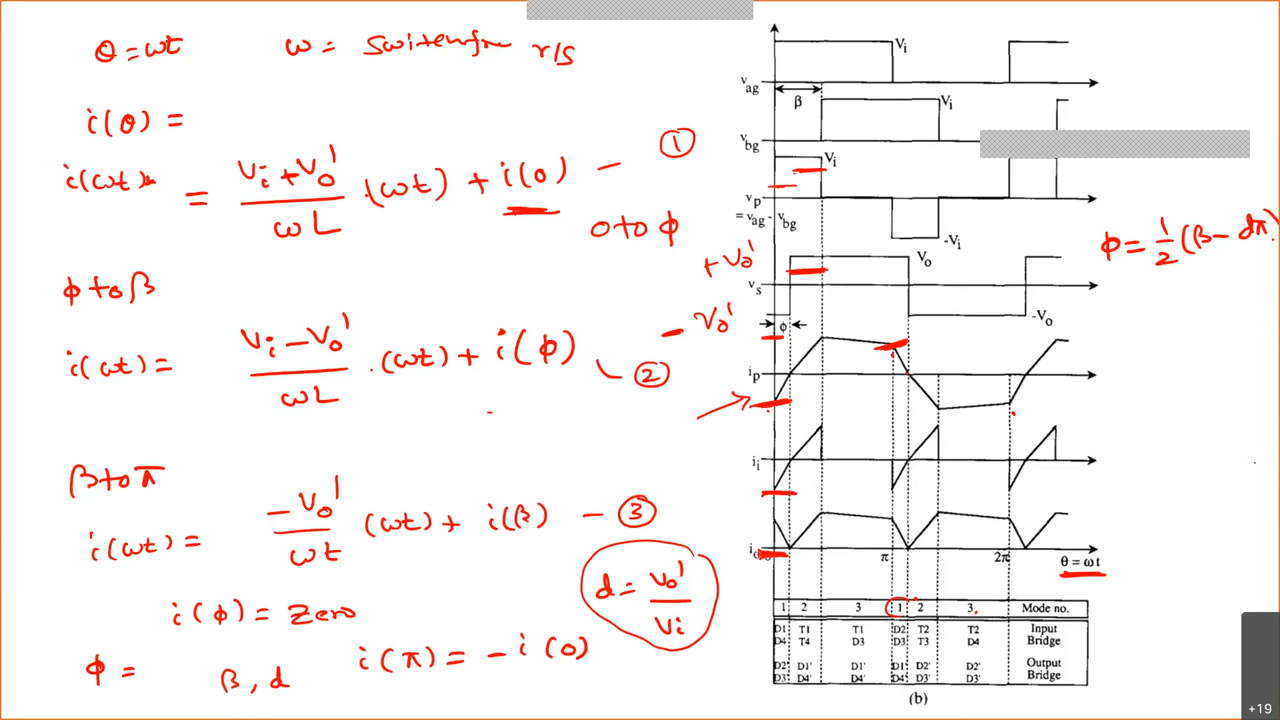 θ = ωt ω = switchfre r/s
i(θ) =
i(ωt) = (Vi + Vo')/(ωL) . (ωt) + i(0) — ①
0 to ϕ
ϕ to β
i(ωt) = (Vi − Vo')/(ωL) . (ωt) + i(ϕ) — ②
β to π
i(ωt) = −Vo'/ωt (ωt) + i(β) — ③
i(ϕ) = Zero
d = Vo'/Vi
ϕ = β, d i(π) = − i(0)
ϕ = 1/2 (β − dπ)
+Vo'
− Vo'
vag Vi
β
vbg Vi
vp Vi
= vag - vbg
-Vi
vs Vo
-Vo
ϕ
ip
ii
π 2π θ = ω t
1 2 3 1 2 3 Mode no.
D1 T1 T1 D2 T2 T2 Input
D4 T4 D3 D3 T3 D4 Bridge
D2' D1' D1' D1' D2' D2' Output
D3' D4' D4' D4' D3' D3' Bridge
(b)
+19